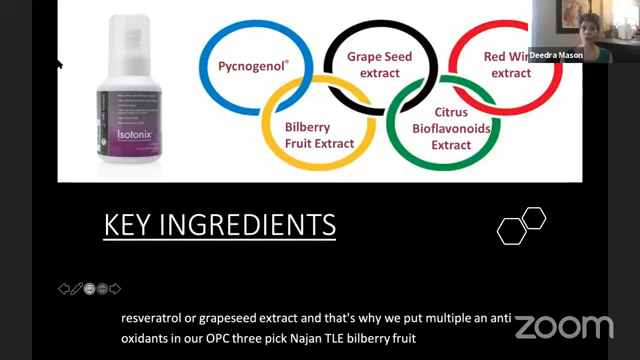 Deedra Mason
Pycnogenol®
Grape Seed
extract
Red Wine
extract
Bilberry
Fruit Extract
Citrus
Bioflavonoids
Extract
Isotonix
KEY INGREDIENTS
resveratrol or grapeseed extract and that's why we put multiple an anti
oxidants in our OPC three pick Najan TLE bilberry fruit
zoom